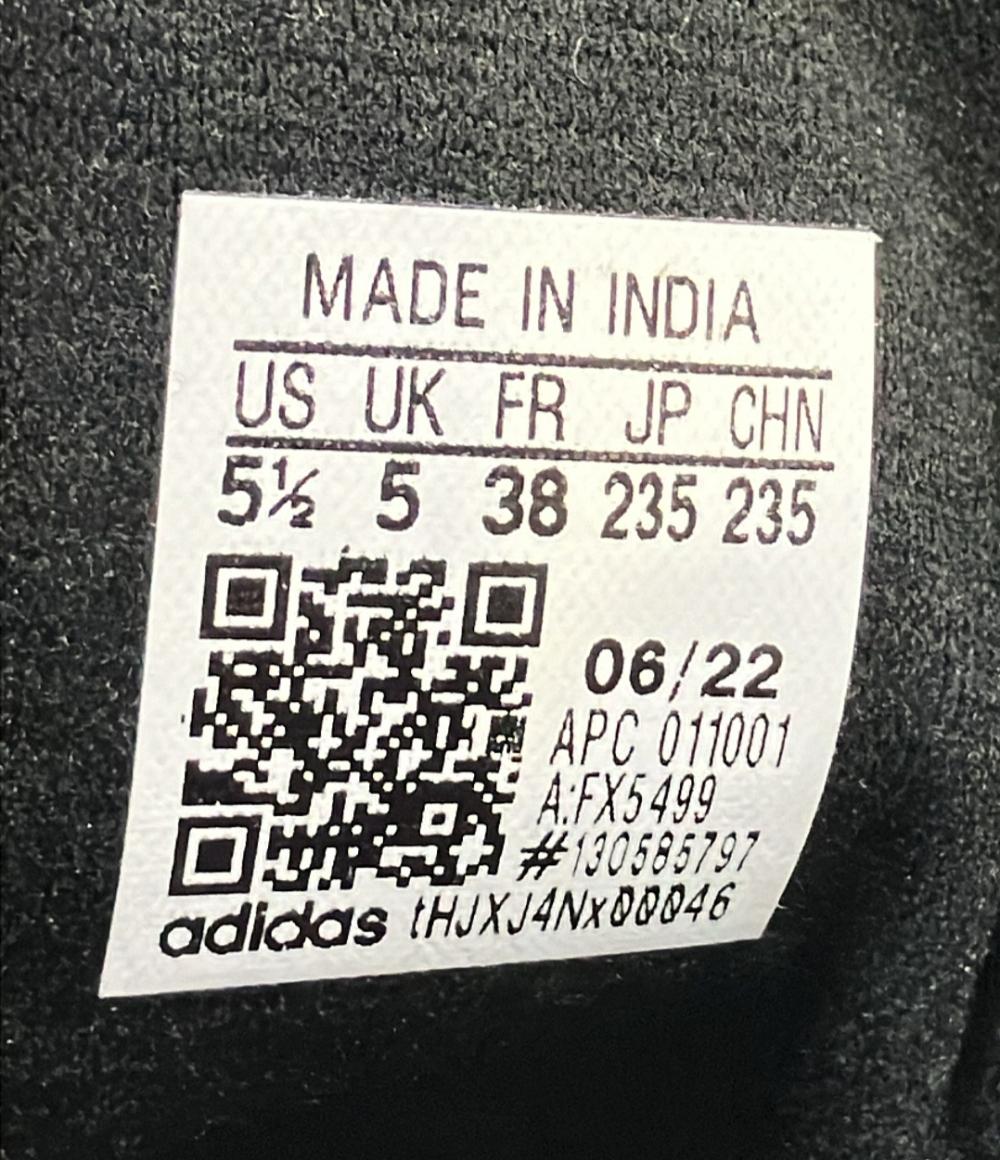 MADE IN INDIA
US UK FR JP CHN
5½ 5 38 235 235
06/22
APC 011001
A:FX5499
#130585797
adidas tHJXJ4Nx00046